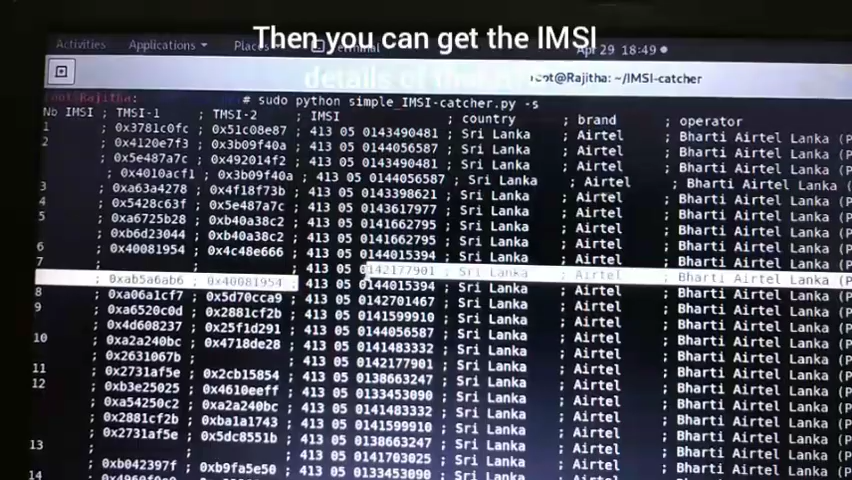 Then you can get the IMSI
Activities Applications Places Terminal Apr 29 18:49
root@Rajitha: ~/IMSI-catcher
root@Rajitha: # sudo python simple_IMSI-catcher.py -s
Nb IMSI ; TMSI-1 ; TMSI-2 ; IMSI ; country ; brand ; operator
1 ; 0x3781c0fc ; 0x51c08e87 ; 413 05 0143490481 ; Sri Lanka ; Airtel ; Bharti Airtel Lanka (P
2 ; 0x4120e7f3 ; 0x3b09f40a ; 413 05 0144056587 ; Sri Lanka ; Airtel ; Bharti Airtel Lanka (P
; 0x5e487a7c ; 0x492014f2 ; 413 05 0143490481 ; Sri Lanka ; Airtel ; Bharti Airtel Lanka (P
; 0x4010acf1 ; 0x3b09f40a ; 413 05 0144056587 ; Sri Lanka ; Airtel ; Bharti Airtel Lanka (
3 ; 0xa63a4278 ; 0x4f18f73b ; 413 05 0143398621 ; Sri Lanka ; Airtel ; Bharti Airtel Lanka (P
4 ; 0x5428c63f ; 0x5e487a7c ; 413 05 0143617977 ; Sri Lanka ; Airtel ; Bharti Airtel Lanka (P
5 ; 0xa6725b28 ; 0xb40a38c2 ; 413 05 0141662795 ; Sri Lanka ; Airtel ; Bharti Airtel Lanka (P
; 0xb6d23044 ; 0xb40a38c2 ; 413 05 0141662795 ; Sri Lanka ; Airtel ; Bharti Airtel Lanka (P
6 ; 0x40081954 ; 0x4c48e666 ; 413 05 0144015394 ; Sri Lanka ; Airtel ; Bharti Airtel Lanka (P
7 ; ; 413 05 0142177901 ; Sri Lanka ; Airtel ; Bharti Airtel Lanka (P
; 0xab5a6ab6 ; 0x40081954 ; 413 05 0144015394 ; Sri Lanka ; Airtel ; Bharti Airtel Lanka (P
8 ; 0xa06a1cf7 ; 0x5d70cca9 ; 413 05 0142701467 ; Sri Lanka ; Airtel ; Bharti Airtel Lanka (P
9 ; 0xa6520c0d ; 0x2881cf2b ; 413 05 0141599910 ; Sri Lanka ; Airtel ; Bharti Airtel Lanka (P
; 0x4d608237 ; 0x25f1d291 ; 413 05 0144056587 ; Sri Lanka ; Airtel ; Bharti Airtel Lanka (P
10 ; 0xa2a240bc ; 0x4718de28 ; 413 05 0141483332 ; Sri Lanka ; Airtel ; Bharti Airtel Lanka (P
; 0x2631067b ; ; 413 05 0142177901 ; Sri Lanka ; Airtel ; Bharti Airtel Lanka (P
11 ; 0x2731af5e ; 0x2cb15854 ; 413 05 0138663247 ; Sri Lanka ; Airtel ; Bharti Airtel Lanka (P
12 ; 0xb3e25025 ; 0x4610eeff ; 413 05 0133453090 ; Sri Lanka ; Airtel ; Bharti Airtel Lanka (P
; 0xa54250c2 ; 0xa2a240bc ; 413 05 0141483332 ; Sri Lanka ; Airtel ; Bharti Airtel Lanka (P
; 0x2881cf2b ; 0xba1a1743 ; 413 05 0141599910 ; Sri Lanka ; Airtel ; Bharti Airtel Lanka (P
; 0x2731af5e ; 0x5dc8551b ; 413 05 0138663247 ; Sri Lanka ; Airtel ; Bharti Airtel Lanka (P
13 ; ; 413 05 0141703025 ; Sri Lanka ; Airtel ; Bharti Airtel Lanka (P
; 0xb042397f ; 0xb9fa5e50 ; 413 05 0133453090 ; Sri Lanka ; Airtel ; Bharti Airtel Lanka (P
14